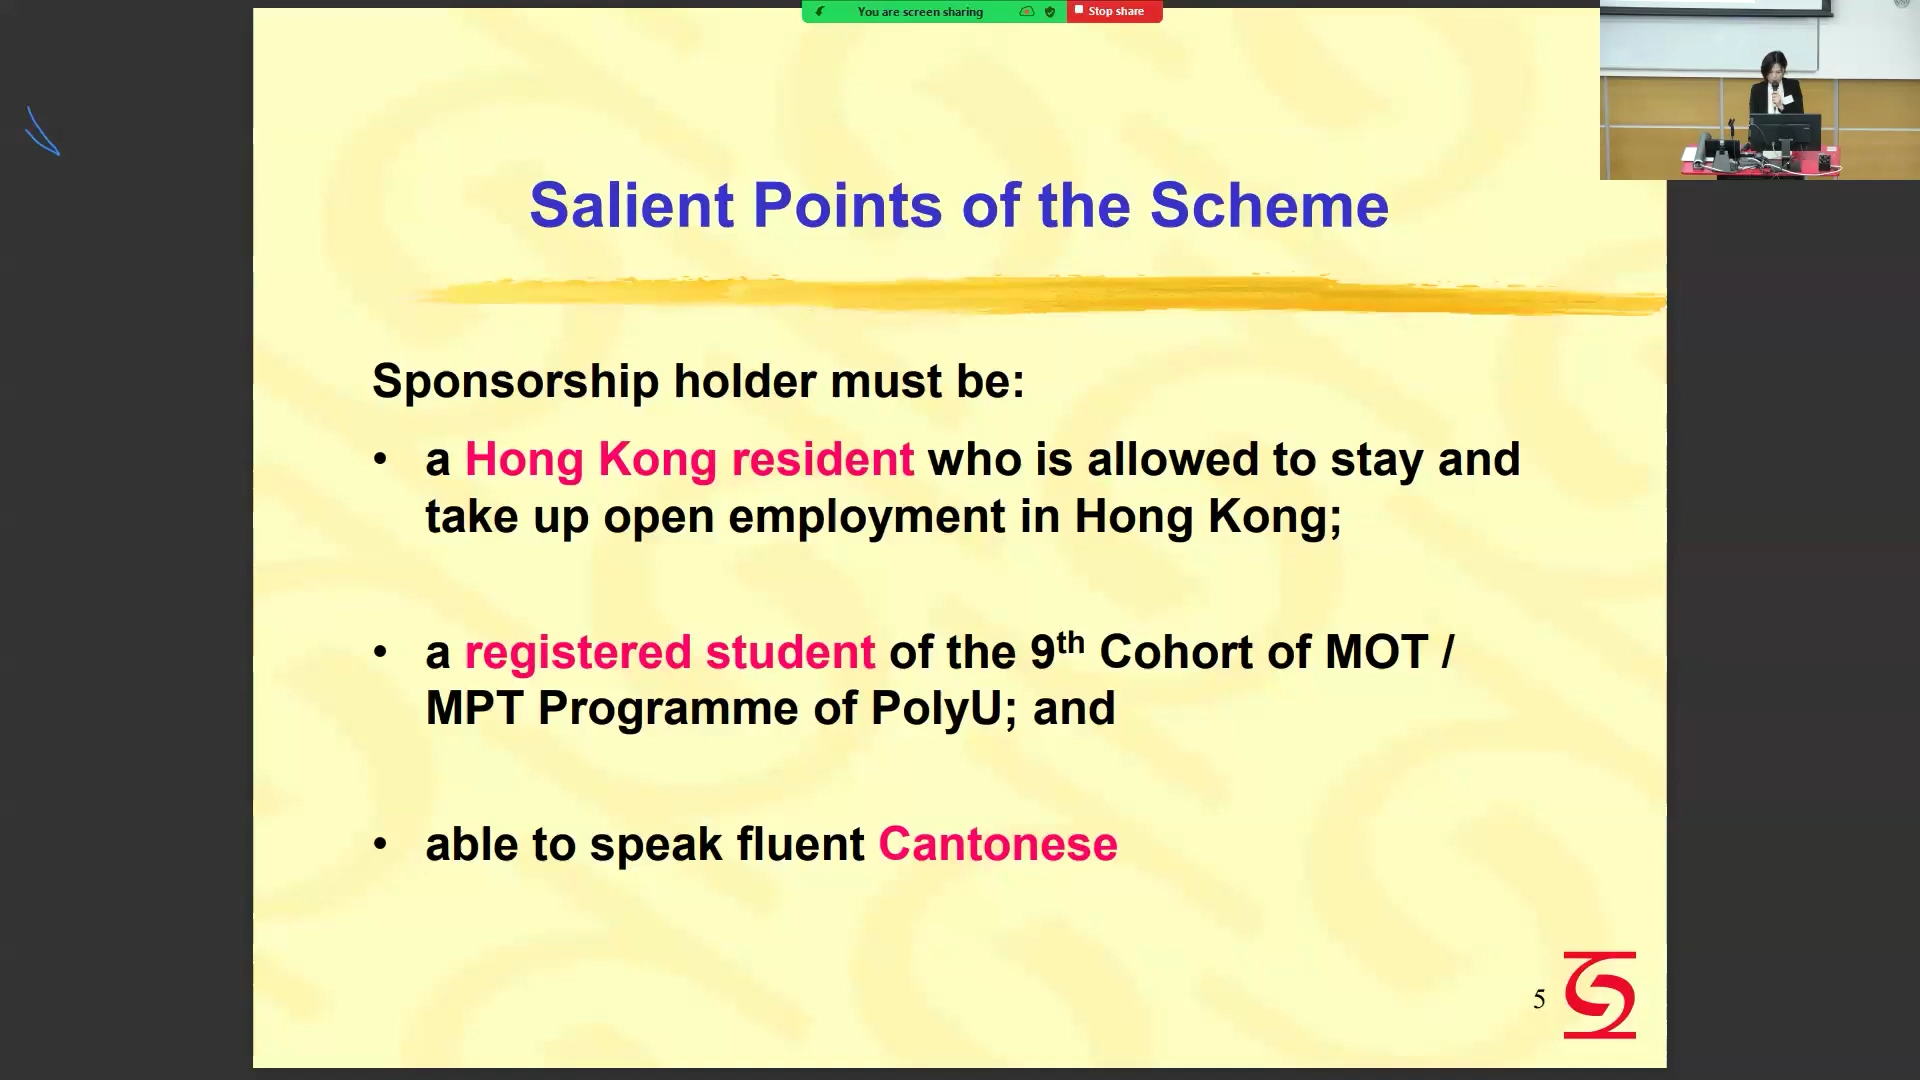 You are screen sharing
Stop share
Salient Points of the Scheme
Sponsorship holder must be:
• a Hong Kong resident who is allowed to stay and
take up open employment in Hong Kong;
• a registered student of the 9th Cohort of MOT /
MPT Programme of PolyU; and
• able to speak fluent Cantonese
5